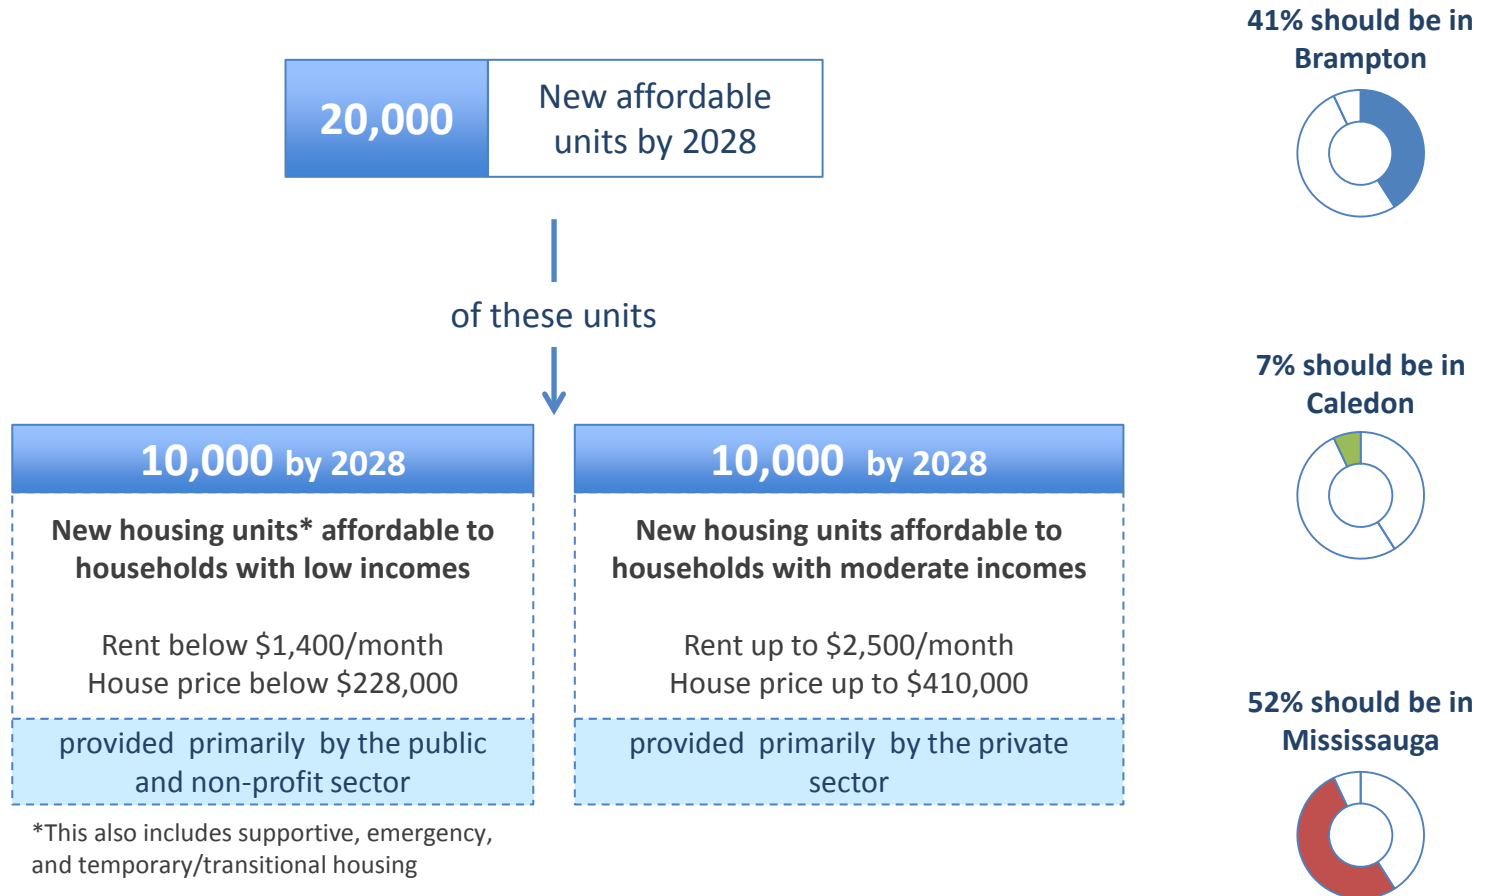 20,000
New affordable
units by 2028
of these units
10,000 by 2028
New housing units* affordable to
households with low incomes
Rent below $1,400/month
House price below $228,000
provided primarily by the public
and non-profit sector
*This also includes supportive, emergency,
and temporary/transitional housing
10,000 by 2028
New housing units affordable to
households with moderate incomes
Rent up to $2,500/month
House price up to $410,000
provided primarily by the private
sector
41% should be in
Brampton
7% should be in
Caledon
52% should be in
Mississauga